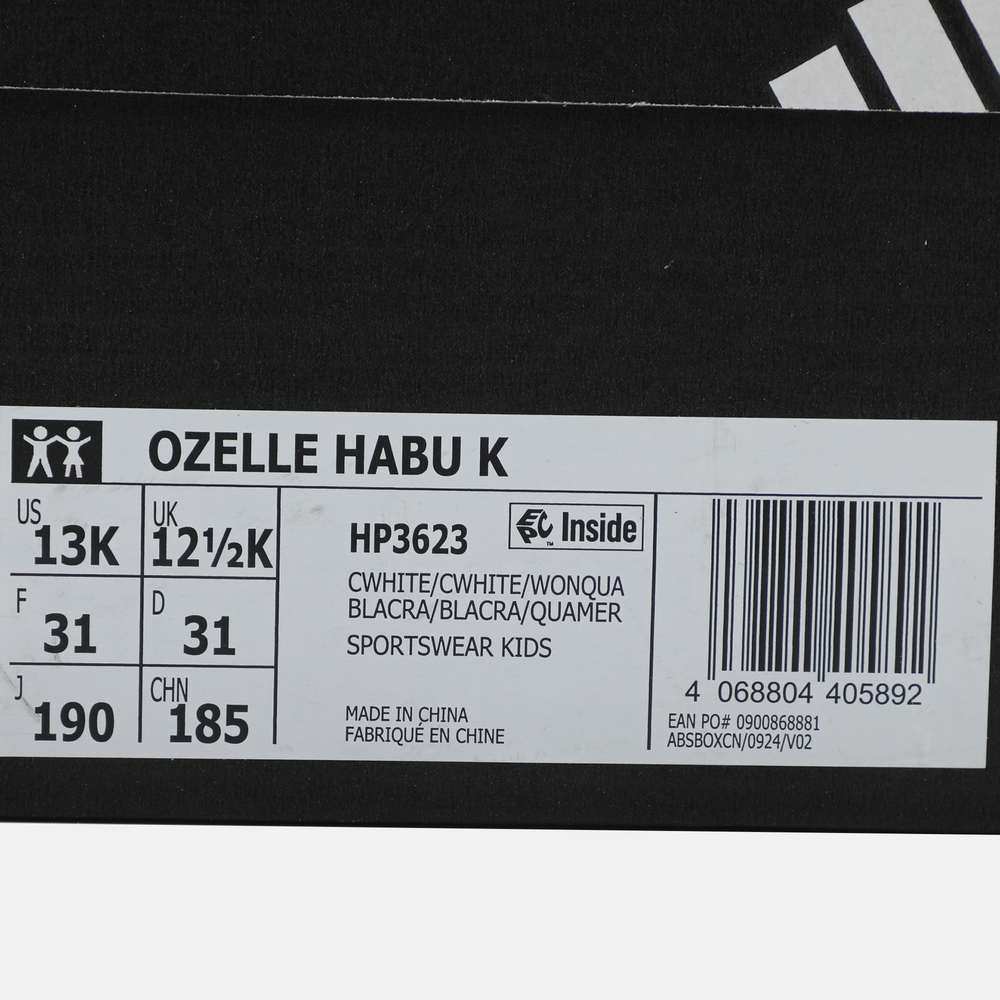 OZELLE HABU K
US 13K
UK 12½K
F 31
D 31
J 190
CHN 185
HP3623
EPC™ Inside
CWHITE/CWHITE/WONQUA
BLACRA/BLACRA/QUAMER
SPORTSWEAR KIDS
MADE IN CHINA
FABRIQUÉ EN CHINE
4 068804 405892
EAN PO# 0900868881
ABSBOXCN/0924/V02